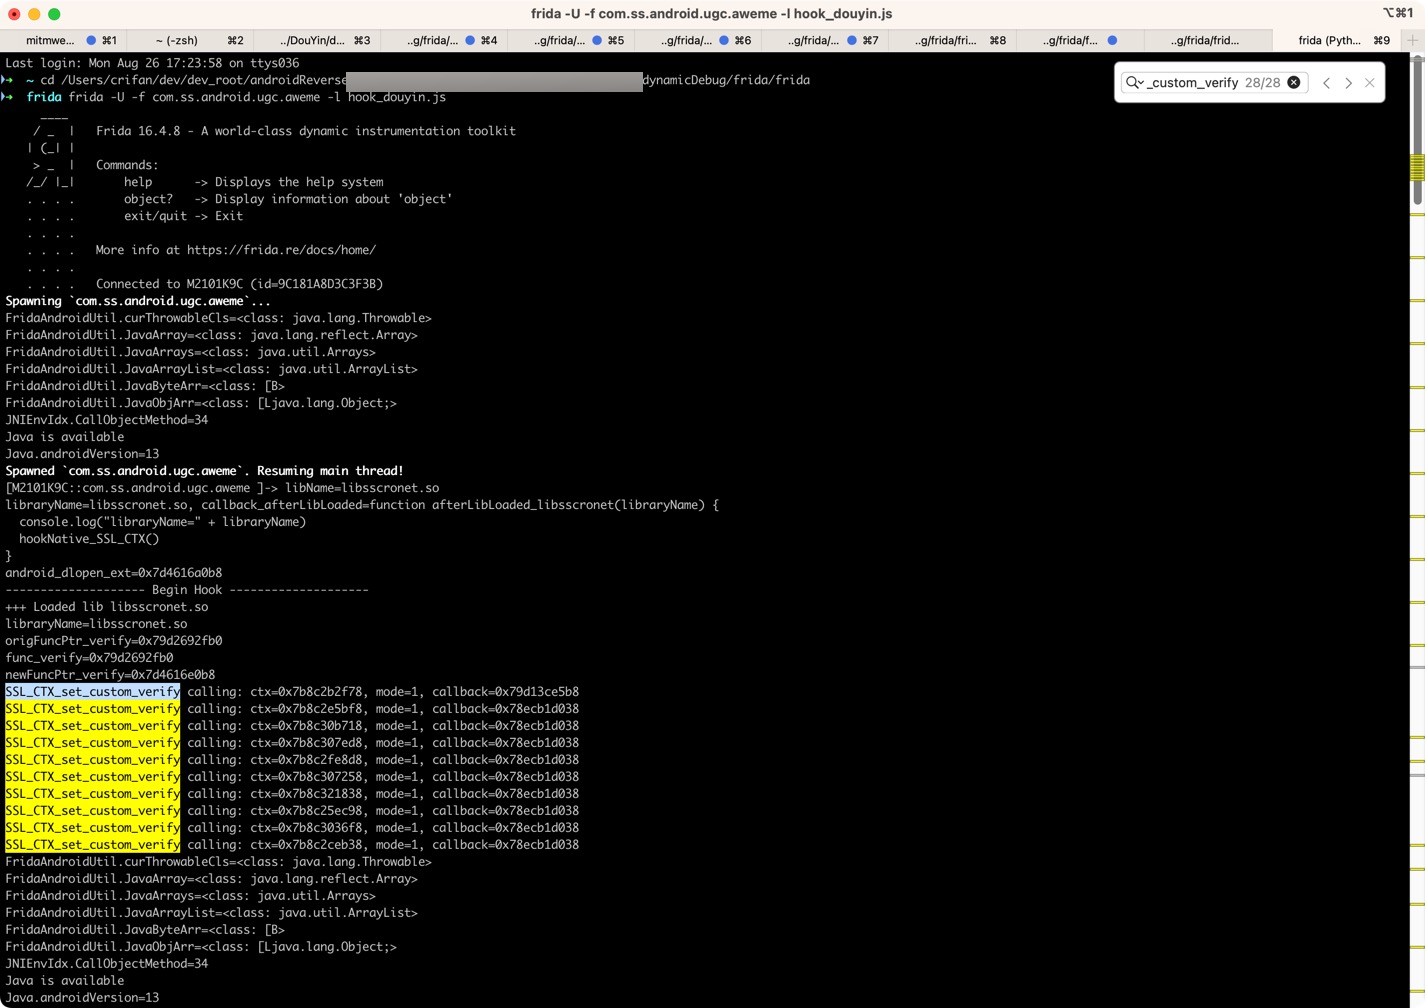 frida -U -f com.ss.android.ugc.aweme -l hook_douyin.js
⌥⌘1
mitmwe... ⌘1 ~ (-zsh) ⌘2 ../DouYin/d... ⌘3 ..g/frida/... ⌘4 ..g/frida/... ⌘5 ..g/frida/... ⌘6 ..g/frida/... ⌘7 ..g/frida/fri... ⌘8 ..g/frida/f... ..g/frida/frid... frida (Pyth... ⌘9
Last login: Mon Aug 26 17:23:58 on ttys036
➜ ~ cd /Users/crifan/dev/dev_root/androidReverse dynamicDebug/frida/frida
_custom_verify 28/28
➜ frida frida -U -f com.ss.android.ugc.aweme -l hook_douyin.js
     ____
    / _  |   Frida 16.4.8 - A world-class dynamic instrumentation toolkit
   | (_| |
    > _  |   Commands:
   /_/ |_|       help      -> Displays the help system
   . . . .       object?   -> Display information about 'object'
   . . . .       exit/quit -> Exit
   . . . .
   . . . .   More info at https://frida.re/docs/home/
   . . . .
   . . . .   Connected to M2101K9C (id=9C181A8D3C3F3B)
Spawning `com.ss.android.ugc.aweme`...
FridaAndroidUtil.curThrowableCls=<class: java.lang.Throwable>
FridaAndroidUtil.JavaArray=<class: java.lang.reflect.Array>
FridaAndroidUtil.JavaArrays=<class: java.util.Arrays>
FridaAndroidUtil.JavaArrayList=<class: java.util.ArrayList>
FridaAndroidUtil.JavaByteArr=<class: [B>
FridaAndroidUtil.JavaObjArr=<class: [Ljava.lang.Object;>
JNIEnvIdx.CallObjectMethod=34
Java is available
Java.androidVersion=13
Spawned `com.ss.android.ugc.aweme`. Resuming main thread!
[M2101K9C::com.ss.android.ugc.aweme ]-> libName=libsscronet.so
libraryName=libsscronet.so, callback_afterLibLoaded=function afterLibLoaded_libsscronet(libraryName) {
  console.log("libraryName=" + libraryName)
  hookNative_SSL_CTX()
}
android_dlopen_ext=0x7d4616a0b8
-------------------- Begin Hook --------------------
+++ Loaded lib libsscronet.so
libraryName=libsscronet.so
origFuncPtr_verify=0x79d2692fb0
func_verify=0x79d2692fb0
newFuncPtr_verify=0x7d4616e0b8
SSL_CTX_set_custom_verify calling: ctx=0x7b8c2b2f78, mode=1, callback=0x79d13ce5b8
SSL_CTX_set_custom_verify calling: ctx=0x7b8c2e5bf8, mode=1, callback=0x78ecb1d038
SSL_CTX_set_custom_verify calling: ctx=0x7b8c30b718, mode=1, callback=0x78ecb1d038
SSL_CTX_set_custom_verify calling: ctx=0x7b8c307ed8, mode=1, callback=0x78ecb1d038
SSL_CTX_set_custom_verify calling: ctx=0x7b8c2fe8d8, mode=1, callback=0x78ecb1d038
SSL_CTX_set_custom_verify calling: ctx=0x7b8c307258, mode=1, callback=0x78ecb1d038
SSL_CTX_set_custom_verify calling: ctx=0x7b8c321838, mode=1, callback=0x78ecb1d038
SSL_CTX_set_custom_verify calling: ctx=0x7b8c25ec98, mode=1, callback=0x78ecb1d038
SSL_CTX_set_custom_verify calling: ctx=0x7b8c3036f8, mode=1, callback=0x78ecb1d038
SSL_CTX_set_custom_verify calling: ctx=0x7b8c2ceb38, mode=1, callback=0x78ecb1d038
FridaAndroidUtil.curThrowableCls=<class: java.lang.Throwable>
FridaAndroidUtil.JavaArray=<class: java.lang.reflect.Array>
FridaAndroidUtil.JavaArrays=<class: java.util.Arrays>
FridaAndroidUtil.JavaArrayList=<class: java.util.ArrayList>
FridaAndroidUtil.JavaByteArr=<class: [B>
FridaAndroidUtil.JavaObjArr=<class: [Ljava.lang.Object;>
JNIEnvIdx.CallObjectMethod=34
Java is available
Java.androidVersion=13